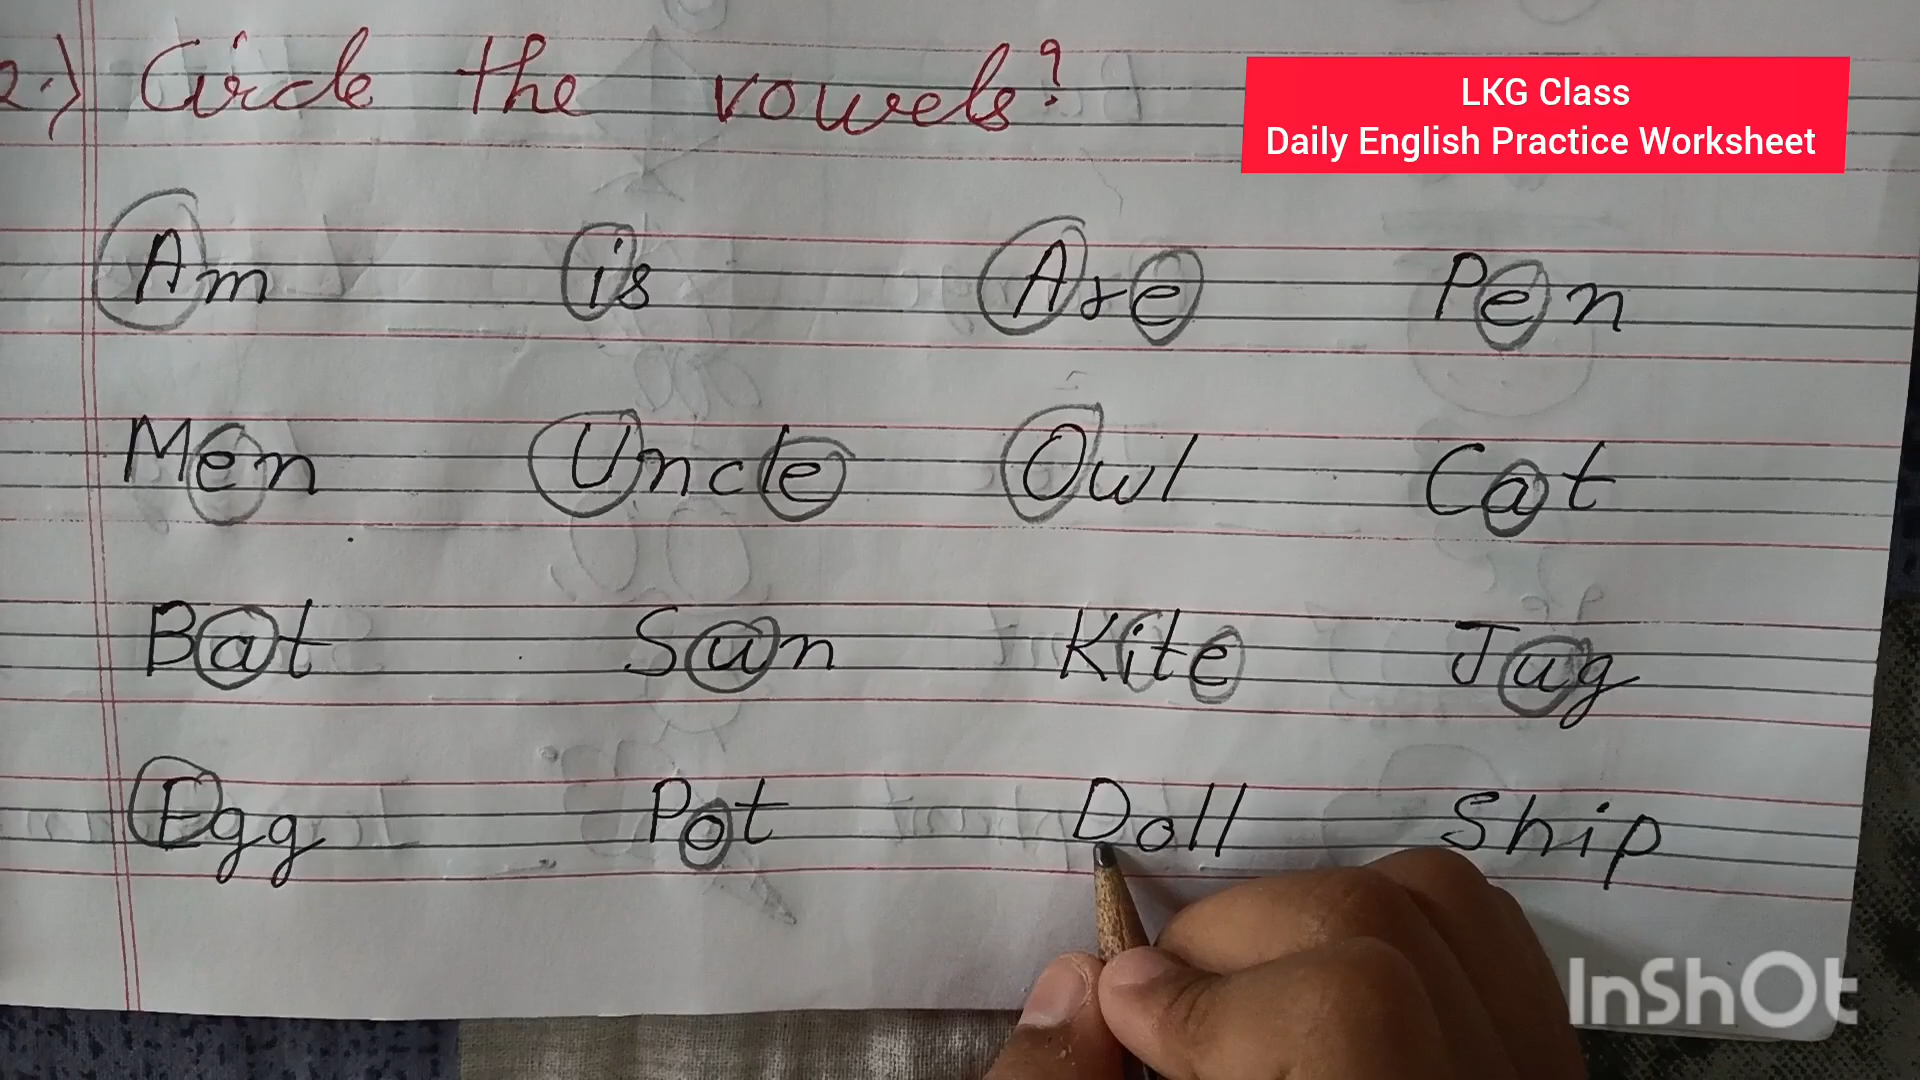 2.) Circle the vowels?
LKG Class
Daily English Practice Worksheet
Am is Are Pen
Men Uncle Owl Cat
Bat Sun Kite Jug
Egg Pot Doll Ship
InShOt